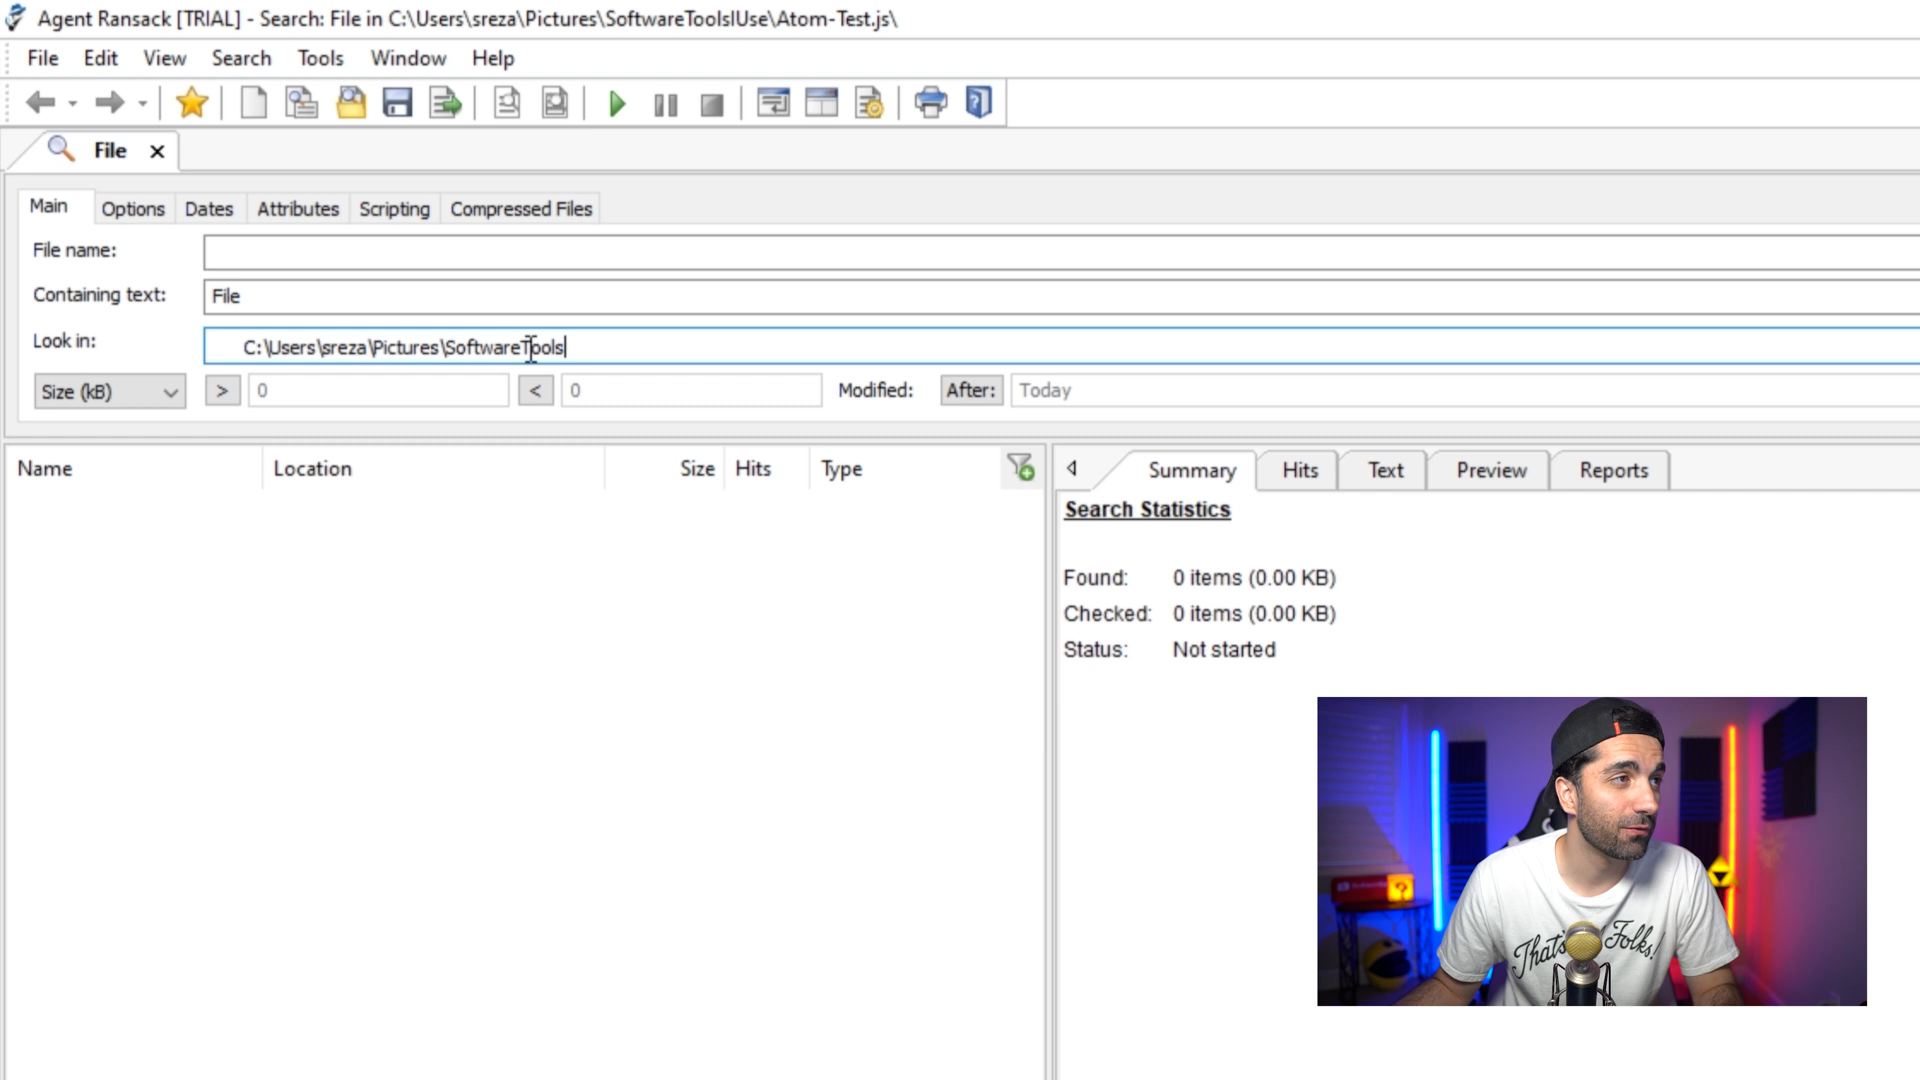 Agent Ransack [TRIAL] - Search: File in C:\Users\sreza\Pictures\SoftwareToolsIUse\Atom-Test.js\
File Edit View Search Tools Window Help
File
Main Options Dates Attributes Scripting Compressed Files
File name:
Containing text: File
Look in: C:\Users\sreza\Pictures\SoftwareTools
Size (kB) > 0 < 0 Modified: After: Today
Name Location Size Hits Type
Summary Hits Text Preview Reports
Search Statistics
Found: 0 items (0.00 KB)
Checked: 0 items (0.00 KB)
Status: Not started
That's Folks!